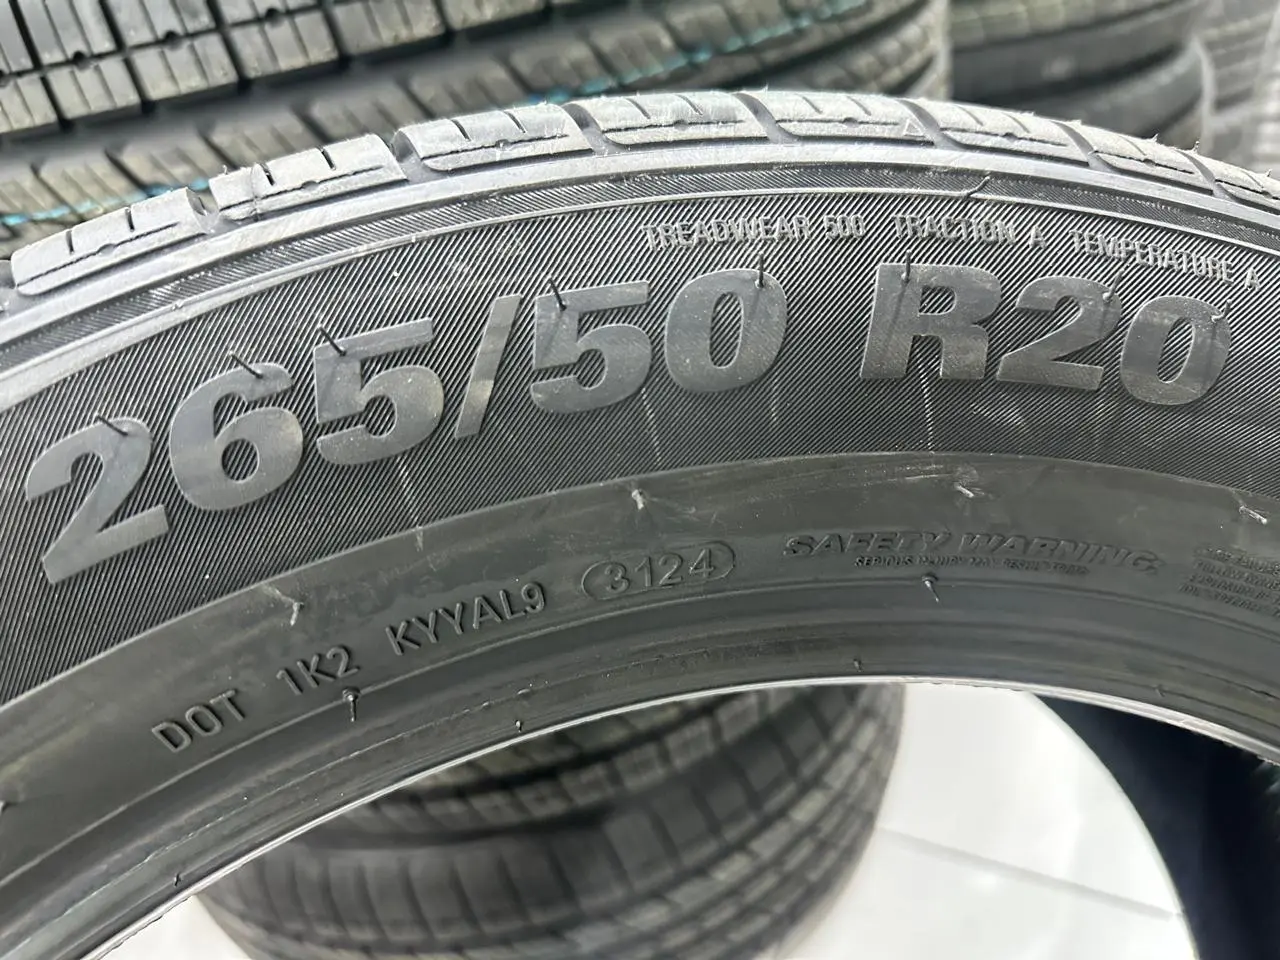 TREADWEAR 500 TRACTION A TEMPERATURE A
265/50 R20
DOT 1K2 KYYAL9 3124
SAFETY WARNING: